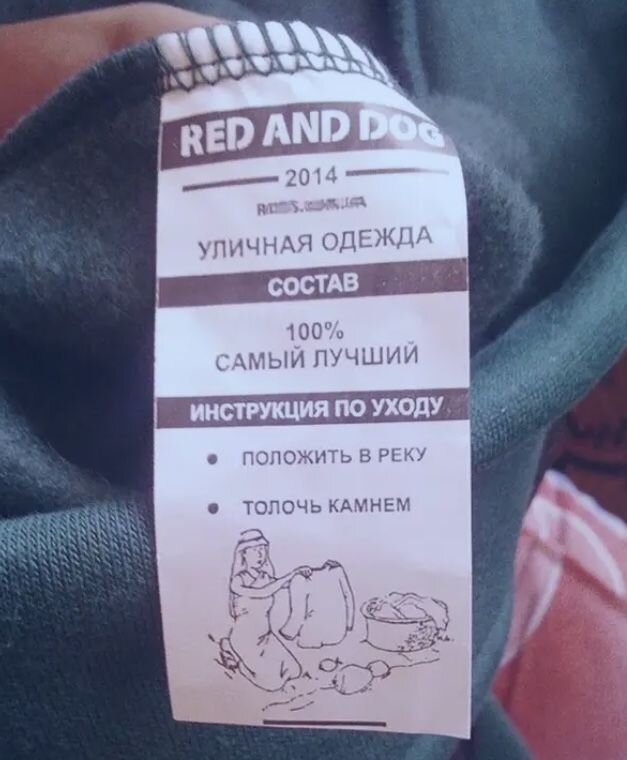 RED AND DOG
2014
УЛИЧНАЯ ОДЕЖДА
СОСТАВ
100%
САМЫЙ ЛУЧШИЙ
ИНСТРУКЦИЯ ПО УХОДУ
• ПОЛОЖИТЬ В РЕКУ
• ТОЛОЧЬ КАМНЕМ